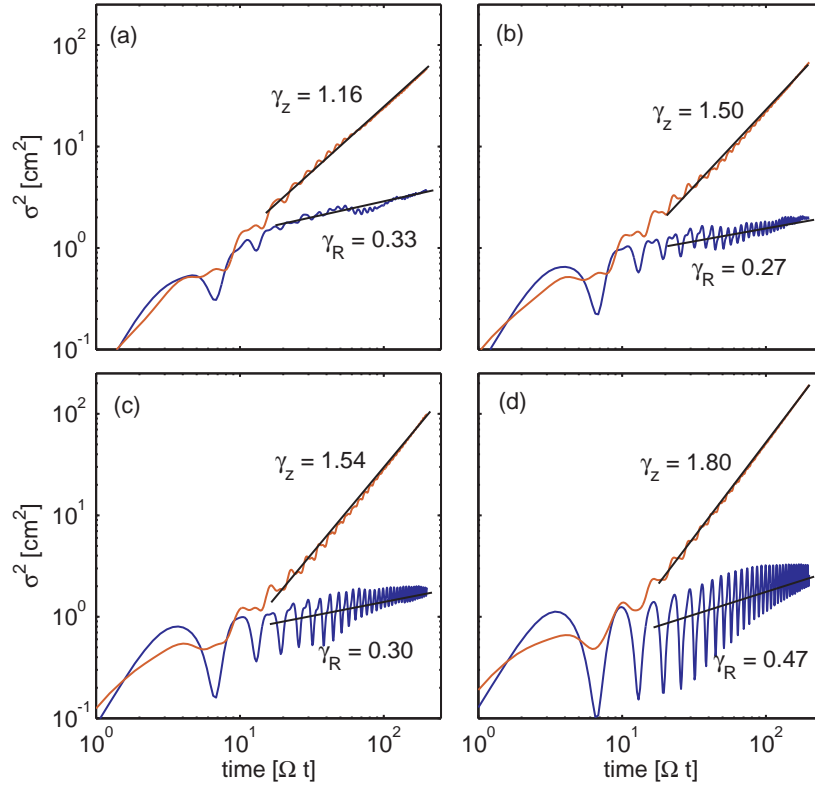 (a)
(b)
10²
γz = 1.16
γz = 1.50
σ² [cm²]
10¹
10⁰
γR = 0.33
γR = 0.27
10⁻¹
(c)
(d)
10²
γz = 1.54
γz = 1.80
σ² [cm²]
10¹
10⁰
γR = 0.30
γR = 0.47
10⁻¹
10⁰ 10¹ 10² 10⁰ 10¹ 10²
time [Ω t] time [Ω t]